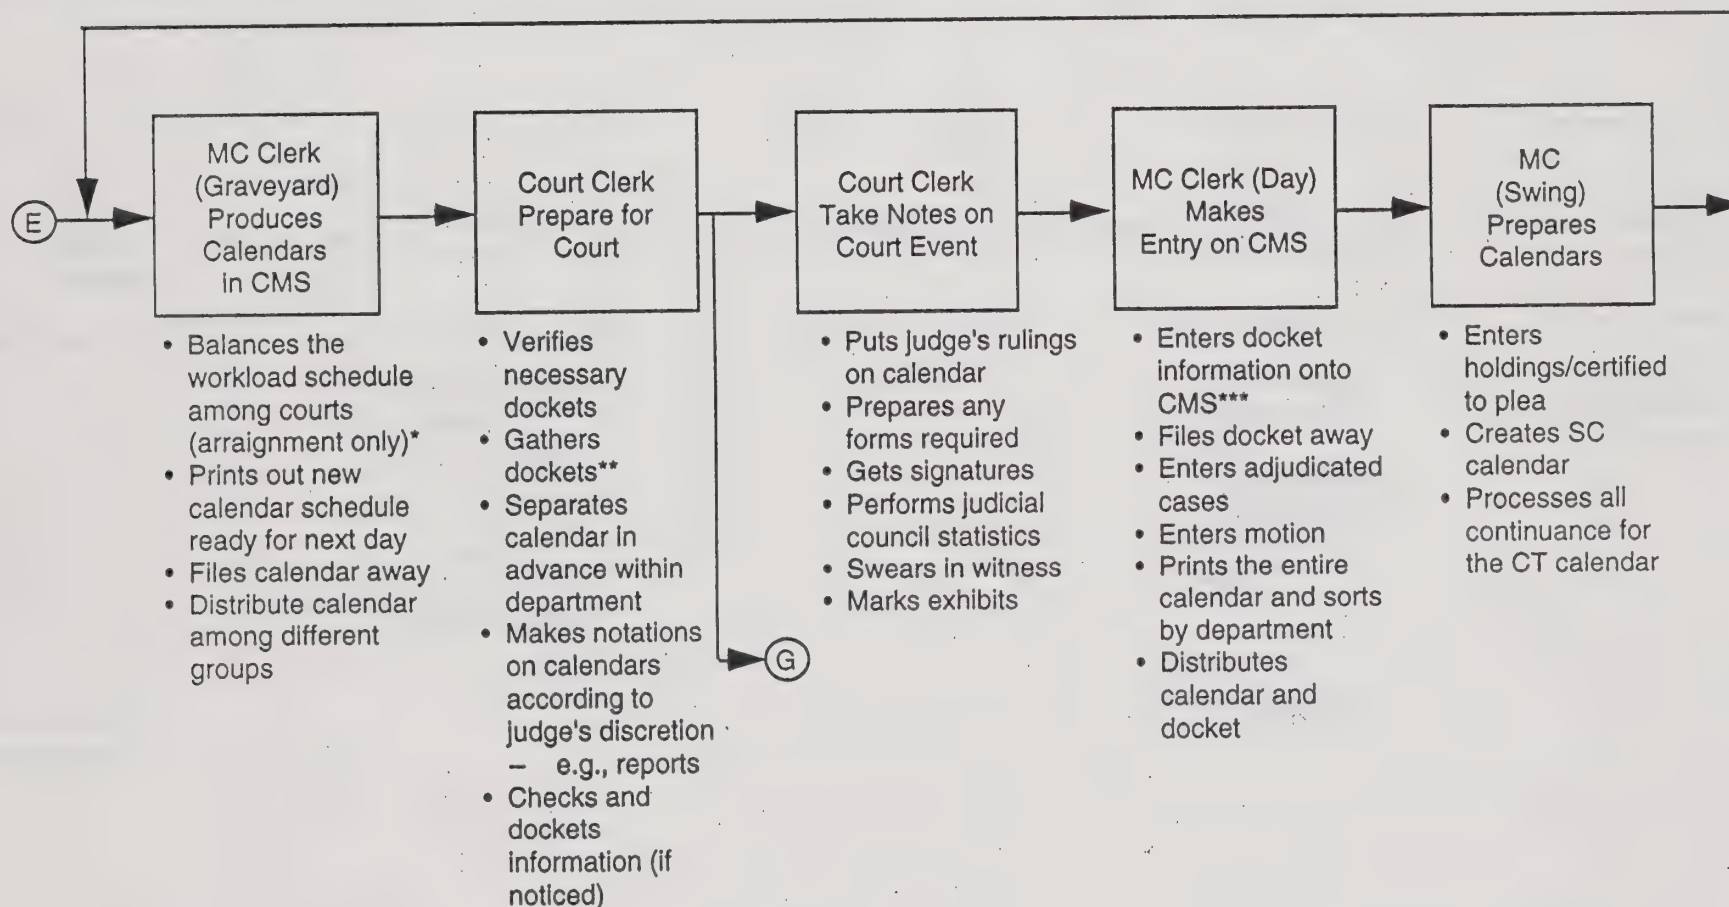 E
MC Clerk
(Graveyard)
Produces
Calendars
in CMS
• Balances the
workload schedule
among courts
(arraignment only)*
• Prints out new
calendar schedule
ready for next day
• Files calendar away
• Distribute calendar
among different
groups
Court Clerk
Prepare for
Court
• Verifies
necessary
dockets
• Gathers
dockets**
• Separates
calendar in
advance within
department
• Makes notations
on calendars
according to
judge's discretion
– e.g., reports
• Checks and
dockets
information (if
noticed)
G
Court Clerk
Take Notes on
Court Event
• Puts judge's rulings
on calendar
• Prepares any
forms required
• Gets signatures
• Performs judicial
council statistics
• Swears in witness
• Marks exhibits
MC Clerk (Day)
Makes
Entry on CMS
• Enters docket
information onto
CMS***
• Files docket away
• Enters adjudicated
cases
• Enters motion
• Prints the entire
calendar and sorts
by department
• Distributes
calendar and
docket
MC
(Swing)
Prepares
Calendars
• Enters
holdings/certified
to plea
• Creates SC
calendar
• Processes all
continuance for
the CT calendar